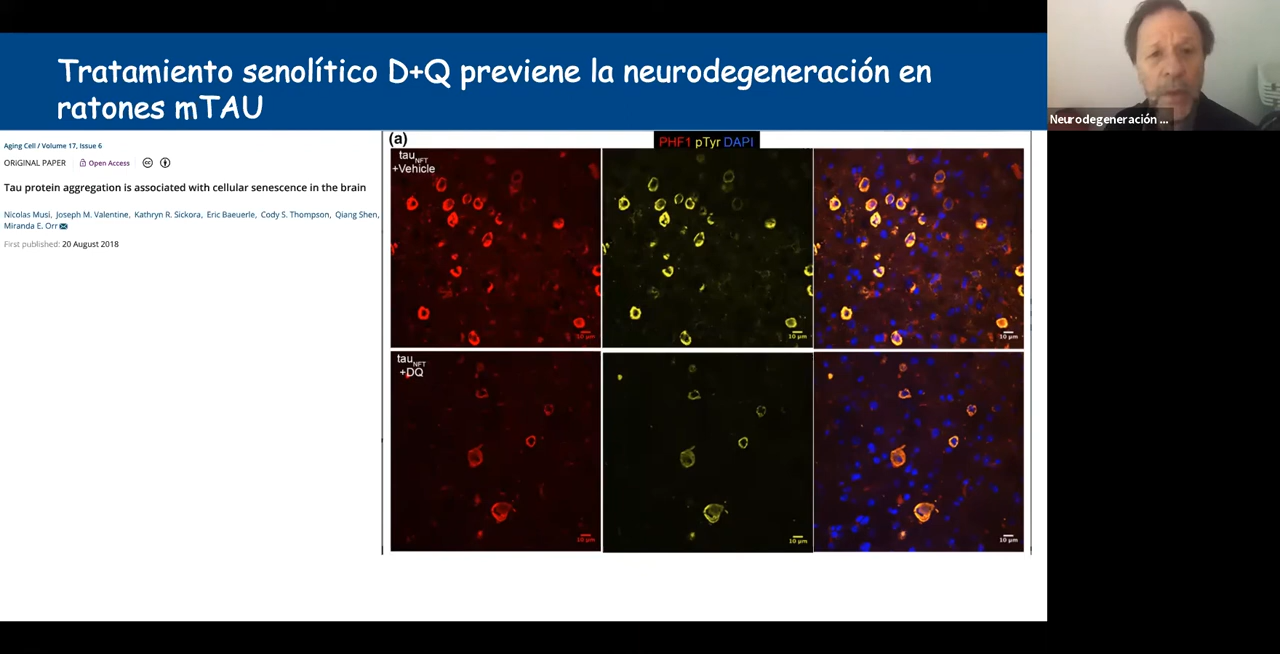 Tratamiento senolítico D+Q previene la neurodegeneración en
ratones mTAU
Neurodegeneración ...
Aging Cell / Volume 17, Issue 6
ORIGINAL PAPER
Open Access
cc
Tau protein aggregation is associated with cellular senescence in the brain
Nicolas Musi, Joseph M. Valentine, Kathryn R. Sickora, Eric Baeuerle, Cody S. Thompson, Qiang Shen,
Miranda E. Orr
First published: 20 August 2018
(a)
PHF1 pTyr DAPI
tauNFT
+Vehicle
10 µm
10 µm
10 µm
tauNFT
+DQ
10 µm
10 µm
10 µm